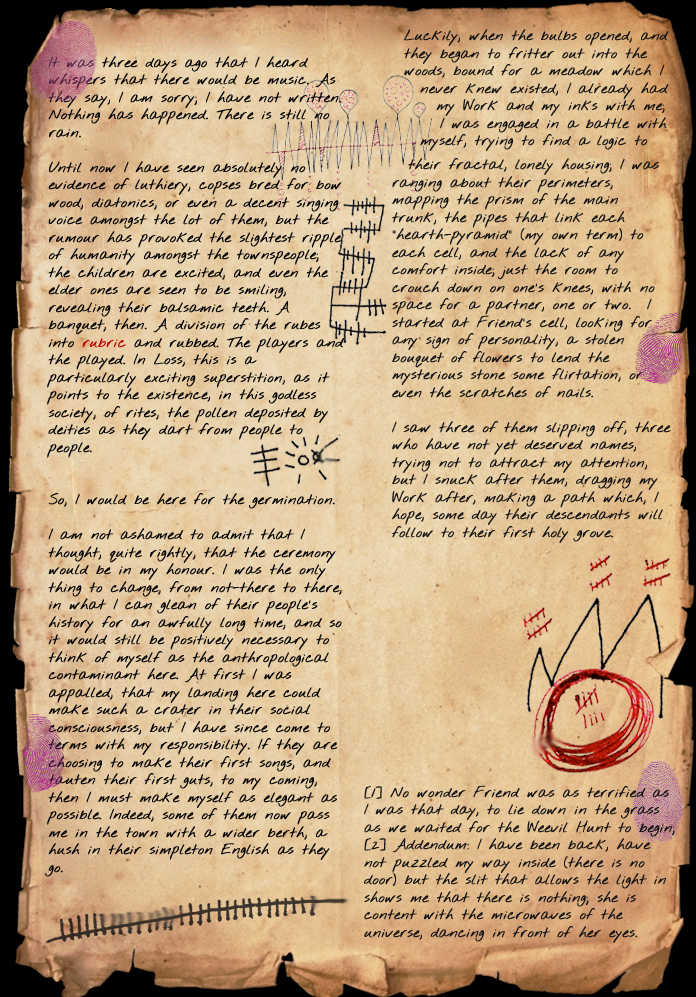 It was three days ago that I heard
whispers that there would be music. As
they say, I am sorry, I have not written.
Nothing has happened. There is still no
rain.
Until now I have seen absolutely no
evidence of luthiery, copses bred for bow
wood, diatonics, or even a decent singing
voice amongst the lot of them, but the
rumour has provoked the slightest ripple
of humanity amongst the townspeople;
the children are excited, and even the
elder ones are seen to be smiling,
revealing their balsamic teeth. A
banquet, then. A division of the rubes
into rubric and rubbed. The players and
the played. In Loss, this is a
particularly exciting superstition, as it
points to the existence, in this godless
society, of rites, the pollen deposited by
deities as they dart from people to
people.
So, I would be here for the germination.
I am not ashamed to admit that I
thought, quite rightly, that the ceremony
would be in my honour. I was the only
thing to change, from not-there to there,
in what I can glean of their people's
history for an awfully long time, and so
it would still be positively necessary to
think of myself as the anthropological
contaminant here. At first I was
appalled, that my landing here could
make such a crater in their social
consciousness, but I have since come to
terms with my responsibility. If they are
choosing to make their first songs, and
tauten their first guts, to my coming,
then I must make myself as elegant as
possible. Indeed, some of them now pass
me in the town with a wider berth, a
hush in their simpleton English as they
go.
Luckily, when the bulbs opened, and
they began to fritter out into the
woods, bound for a meadow which I
never knew existed, I already had
my Work and my inks with me;
I was engaged in a battle with
myself, trying to find a logic to
their fractal, lonely housing; I was
ranging about their perimeters,
mapping the prism of the main
trunk, the pipes that link each
"hearth-pyramid" (my own term) to
each cell, and the lack of any
comfort inside; just the room to
crouch down on one's knees, with no
space for a partner, one or two. I
started at Friend's cell, looking for
any sign of personality, a stolen
bouquet of flowers to lend the
mysterious stone some flirtation, or
even the scratches of nails.
I saw three of them slipping off, three
who have not yet deserved names,
trying not to attract my attention,
but I snuck after them, dragging my
Work after, making a path which, I
hope, some day their descendants will
follow to their first holy grove.
[1] No wonder Friend was as terrified as
I was that day, to lie down in the grass
as we waited for the Weevil Hunt to begin;
[2] Addendum: I have been back, have
not puzzled my way inside (there is no
door) but the slit that allows the light in
shows me that there is nothing; she is
content with the microwaves of the
universe, dancing in front of her eyes.